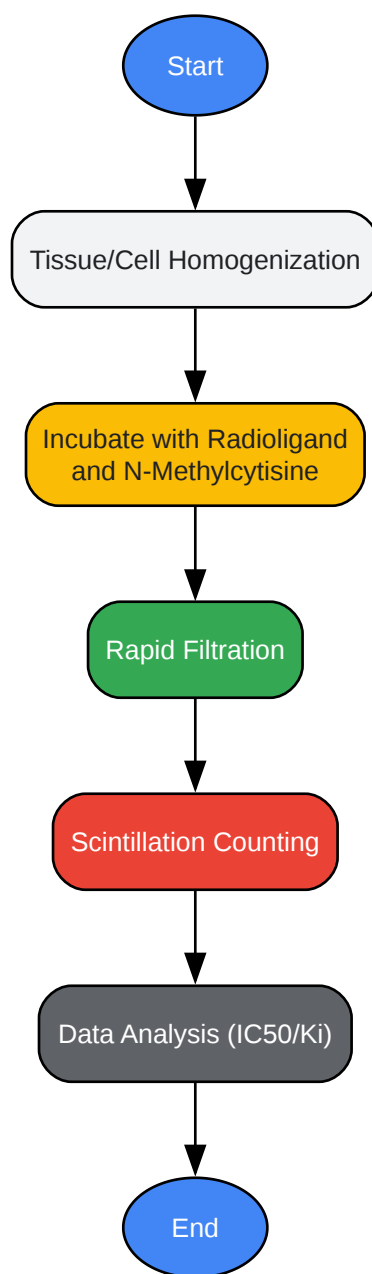 Start
Tissue/Cell Homogenization
Incubate with Radioligand
and N-Methylcytisine
Rapid Filtration
Scintillation Counting
Data Analysis (IC50/Ki)
End